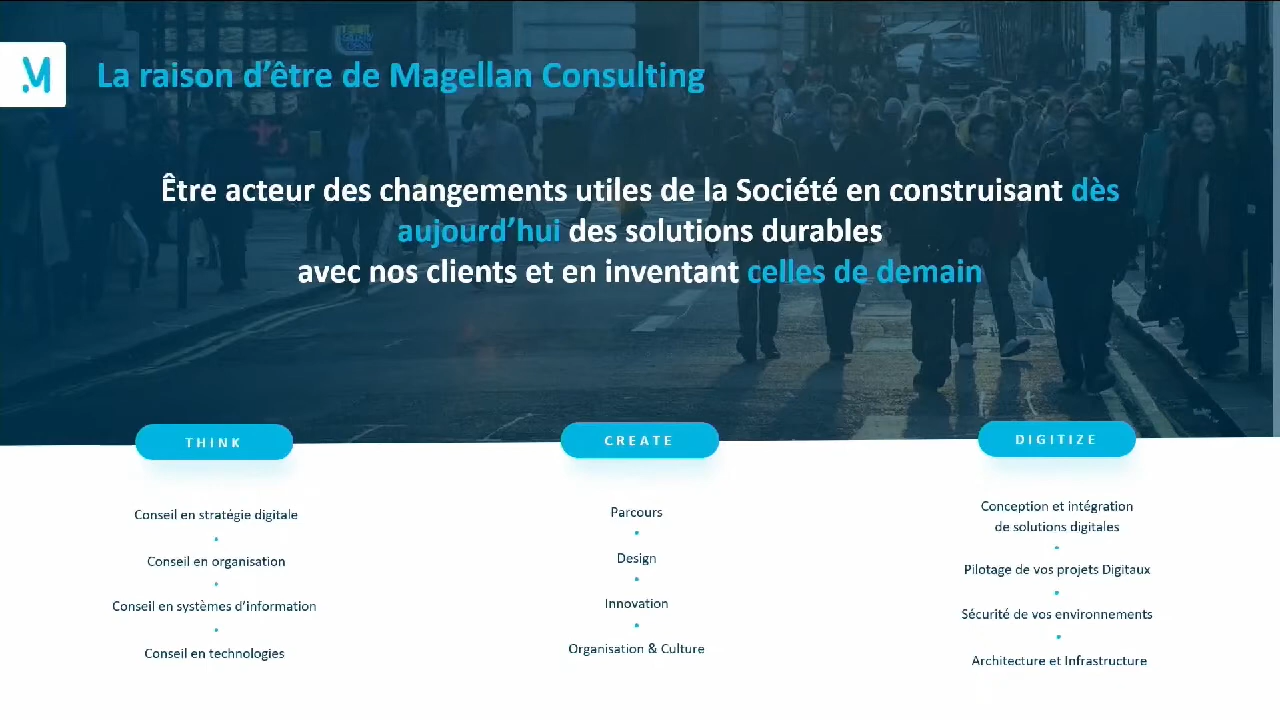 La raison d’être de Magellan Consulting
Être acteur des changements utiles de la Société en construisant dès
aujourd’hui des solutions durables
avec nos clients et en inventant celles de demain
THINK
CREATE
DIGITIZE
Conseil en stratégie digitale
Conseil en organisation
Conseil en systèmes d’information
Conseil en technologies
Parcours
Design
Innovation
Organisation & Culture
Conception et intégration
de solutions digitales
Pilotage de vos projets Digitaux
Sécurité de vos environnements
Architecture et Infrastructure